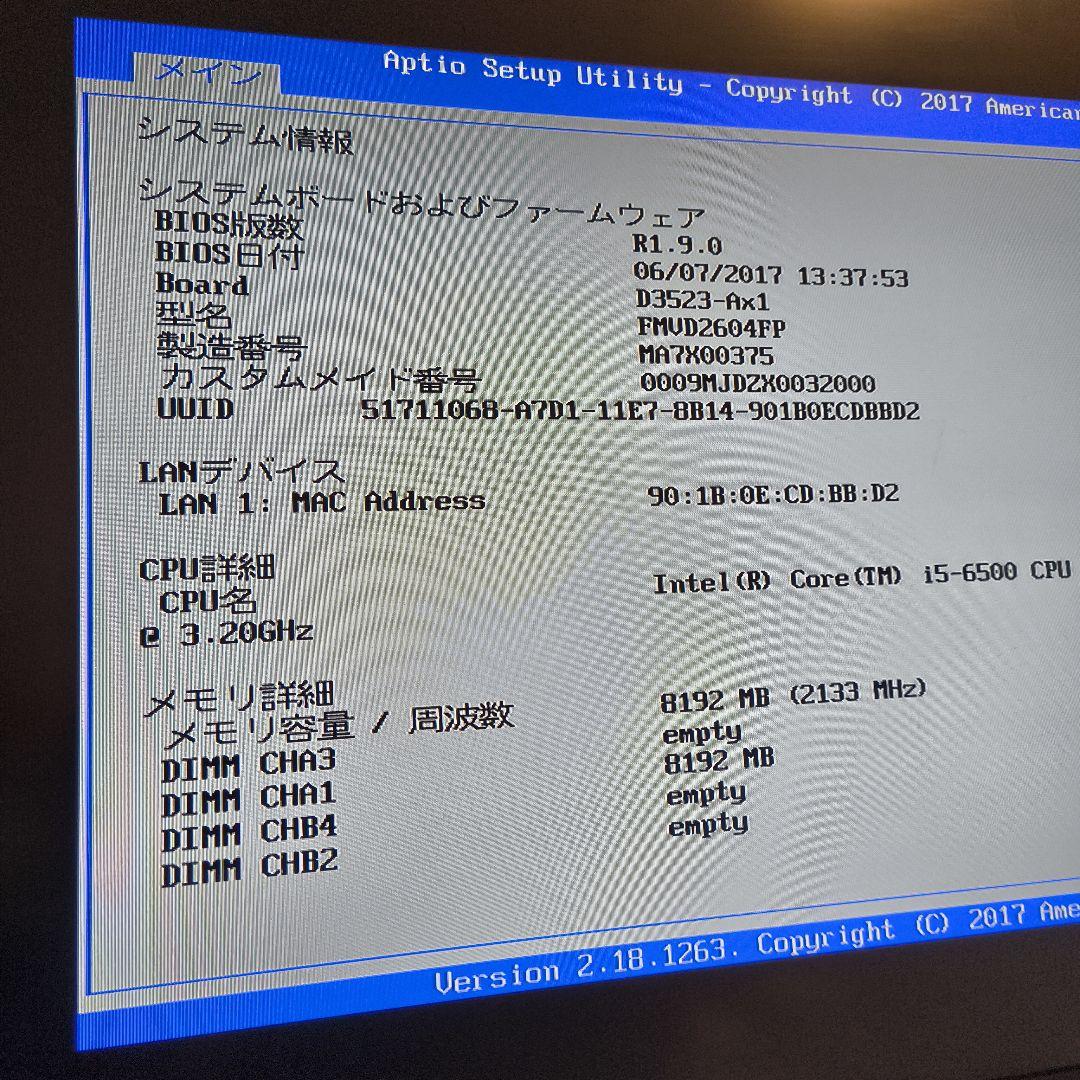 Aptio Setup Utility - Copyright (C) 2017 American
メイン
システム情報
システムボードおよびファームウェア
BIOS版数 R1.9.0
BIOS日付 06/07/2017 13:37:53
Board D3523-Ax1
型名 FMVD2604FP
製造番号 MA7X00375
カスタムメイド番号 0009MJDZX0032000
UUID 51711068-A7D1-11E7-8B14-901B0ECDBBD2
LANデバイス
LAN 1: MAC Address 90:1B:0E:CD:BB:D2
CPU詳細
CPU名 Intel(R) Core(TM) i5-6500 CPU
@ 3.20GHz
メモリ詳細
メモリ容量 / 周波数 8192 MB (2133 MHz)
DIMM CHA3 empty
DIMM CHA1 8192 MB
DIMM CHB4 empty
DIMM CHB2 empty
Version 2.18.1263. Copyright (C) 2017 Ame